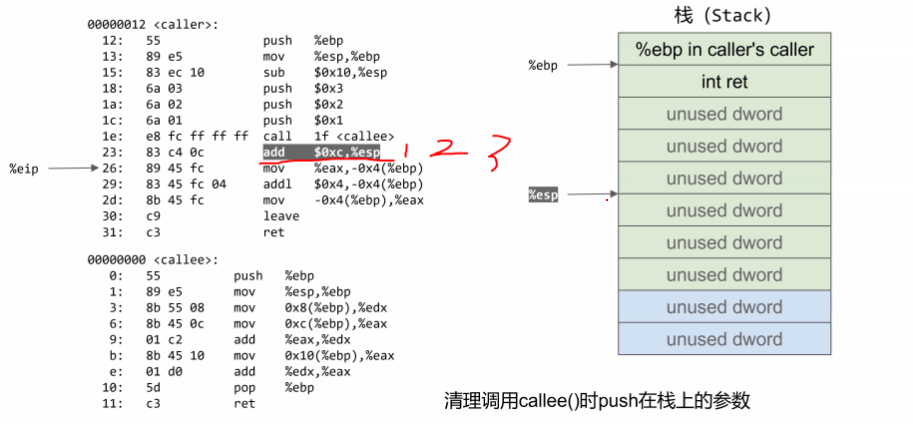 00000012 <caller>:
12: 55 push %ebp
13: 89 e5 mov %esp,%ebp
15: 83 ec 10 sub $0x10,%esp
18: 6a 03 push $0x3
1a: 6a 02 push $0x2
1c: 6a 01 push $0x1
1e: e8 fc ff ff ff call 1f <callee>
23: 83 c4 0c add $0xc,%esp 1 2 3
%eip 26: 89 45 fc mov %eax,-0x4(%ebp)
29: 83 45 fc 04 addl $0x4,-0x4(%ebp)
2d: 8b 45 fc mov -0x4(%ebp),%eax
30: c9 leave
31: c3 ret
00000000 <callee>:
0: 55 push %ebp
1: 89 e5 mov %esp,%ebp
3: 8b 55 08 mov 0x8(%ebp),%edx
6: 8b 45 0c mov 0xc(%ebp),%eax
9: 01 c2 add %eax,%edx
b: 8b 45 10 mov 0x10(%ebp),%eax
e: 01 d0 add %edx,%eax
10: 5d pop %ebp
11: c3 ret
栈 (Stack)
%ebp
%ebp in caller's caller
int ret
unused dword
unused dword
unused dword
%esp
unused dword
unused dword
unused dword
unused dword
unused dword
清理调用callee()时push在栈上的参数